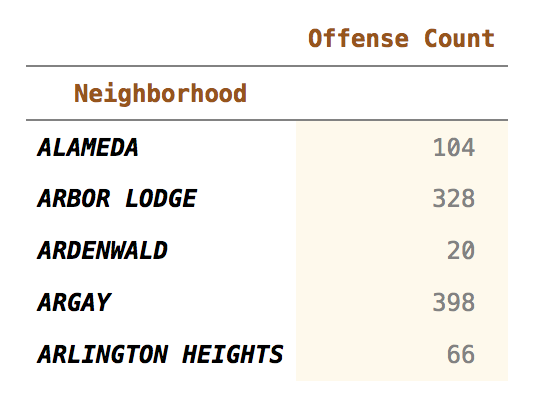 Offense Count
Neighborhood
ALAMEDA 104
ARBOR LODGE 328
ARDENWALD 20
ARGAY 398
ARLINGTON HEIGHTS 66